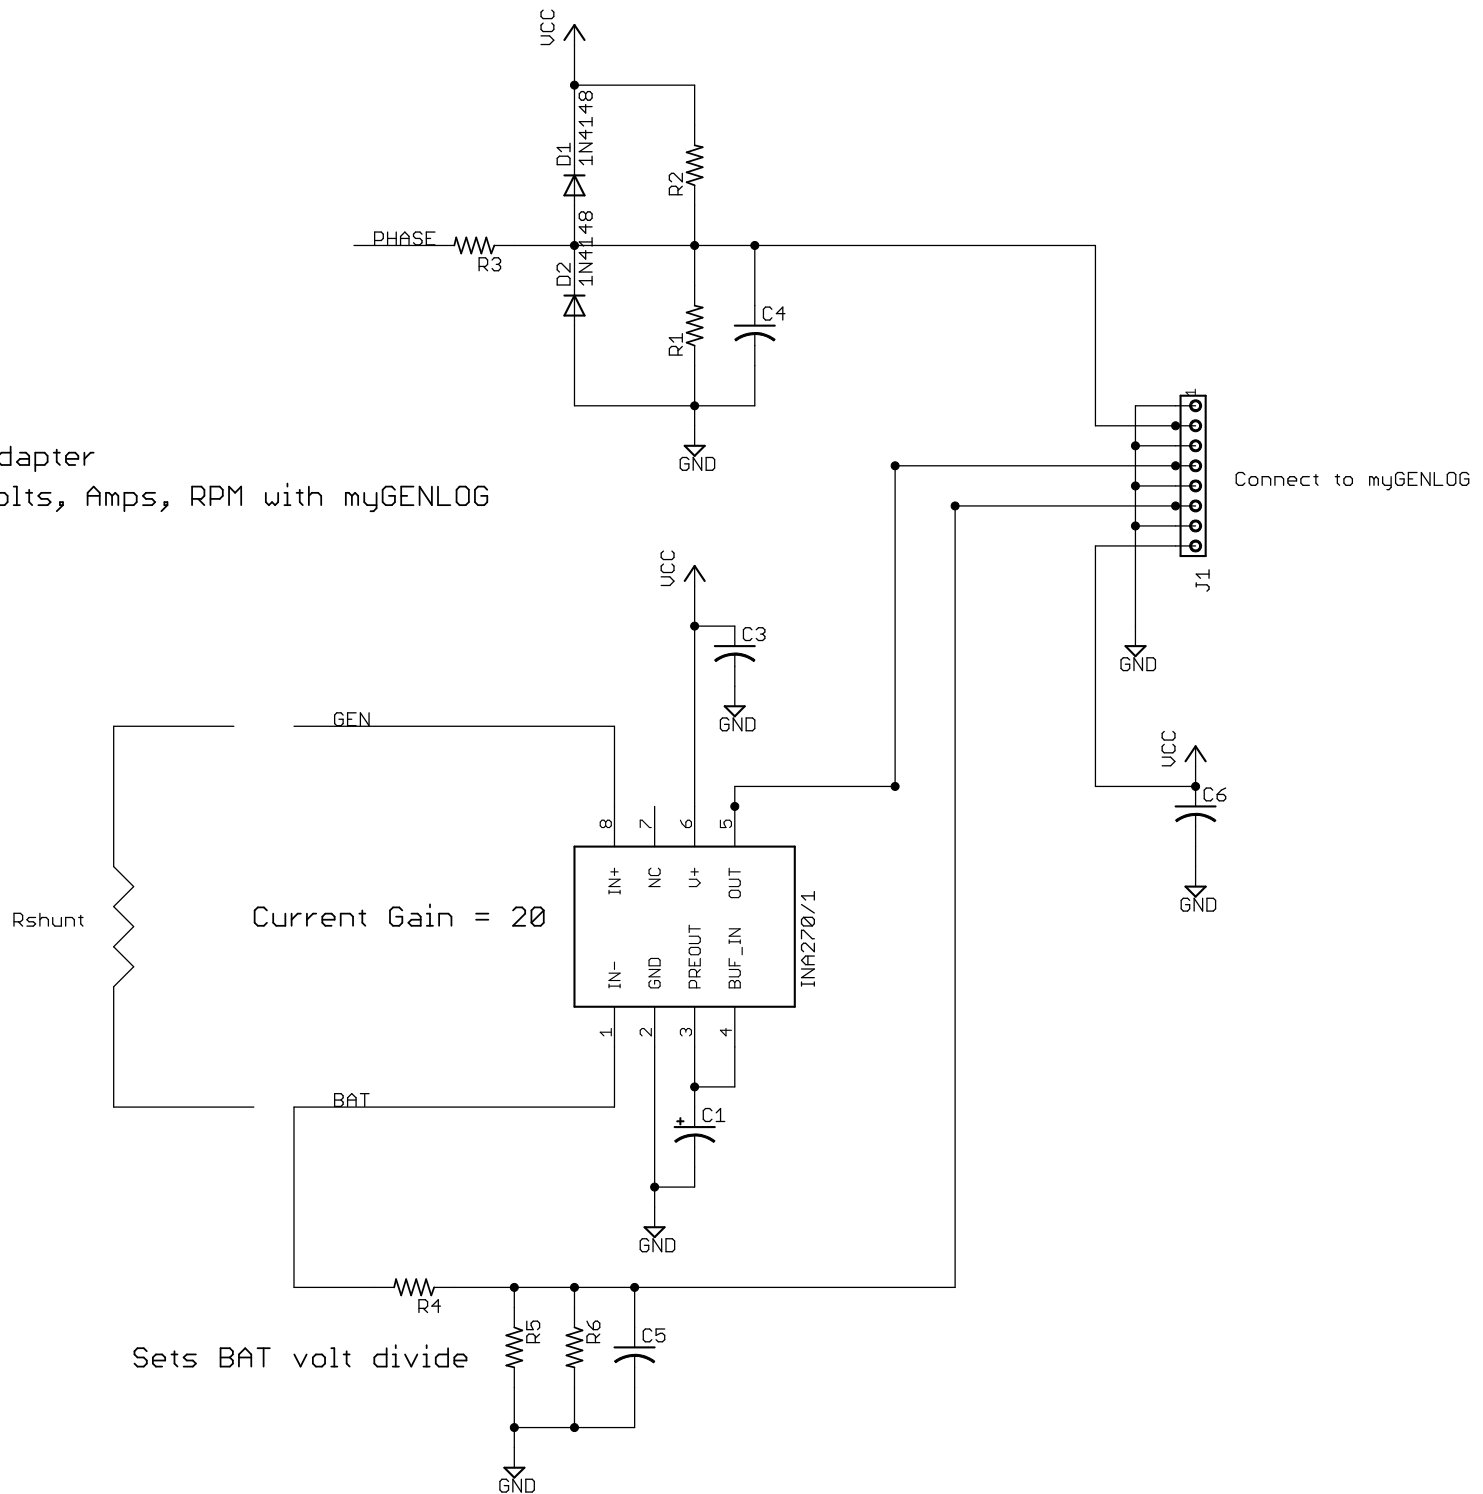 VCC
D1
1N4148
R2
PHASE
R3
D2
1N4148
R1
C4
GND
dapter
olts, Amps, RPM with myGENLOG
1
Connect to myGENLOG
J1
GND
VCC
C3
GND
GEN
VCC
C6
GND
8
7
6
5
IN+
NC
V+
OUT
Rshunt
Current Gain = 20
INA270/1
IN-
GND
PREOUT
BUF_IN
1
2
3
4
BAT
+
C1
GND
R4
R5
R6
C5
Sets BAT volt divide
GND